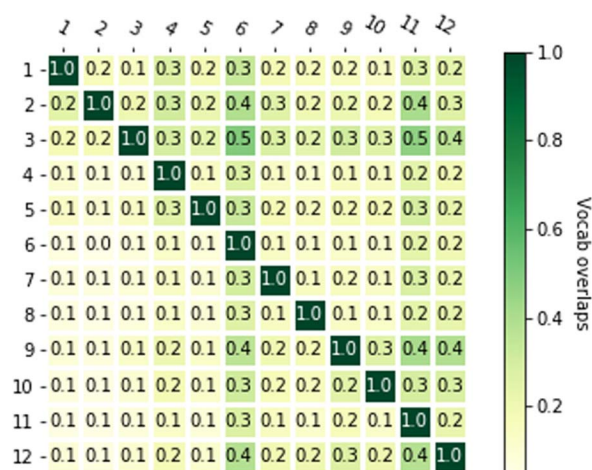 1 2 3 4 5 6 7 8 9 10 11 12
1 1.0 0.2 0.1 0.3 0.2 0.3 0.2 0.2 0.2 0.1 0.3 0.2 1.0
2 0.2 1.0 0.2 0.3 0.2 0.4 0.3 0.2 0.2 0.2 0.4 0.3
3 0.2 0.2 1.0 0.3 0.2 0.5 0.3 0.2 0.3 0.3 0.5 0.4 0.8
4 0.1 0.1 0.1 1.0 0.1 0.3 0.1 0.1 0.1 0.1 0.2 0.2
5 0.1 0.1 0.1 0.3 1.0 0.3 0.2 0.2 0.2 0.2 0.3 0.2 0.6
6 0.1 0.0 0.1 0.1 0.1 1.0 0.1 0.1 0.1 0.1 0.2 0.2
7 0.1 0.1 0.1 0.1 0.1 0.3 1.0 0.1 0.2 0.1 0.3 0.2
8 0.1 0.1 0.1 0.1 0.1 0.3 0.1 1.0 0.1 0.1 0.2 0.2 0.4
9 0.1 0.1 0.1 0.2 0.1 0.4 0.2 0.2 1.0 0.3 0.4 0.4
10 0.1 0.1 0.1 0.2 0.1 0.3 0.2 0.2 0.2 1.0 0.3 0.3 0.2
11 0.1 0.1 0.1 0.1 0.1 0.3 0.1 0.1 0.2 0.1 1.0 0.2
12 0.1 0.1 0.1 0.2 0.1 0.4 0.2 0.2 0.3 0.2 0.4 1.0
Vocab overlaps